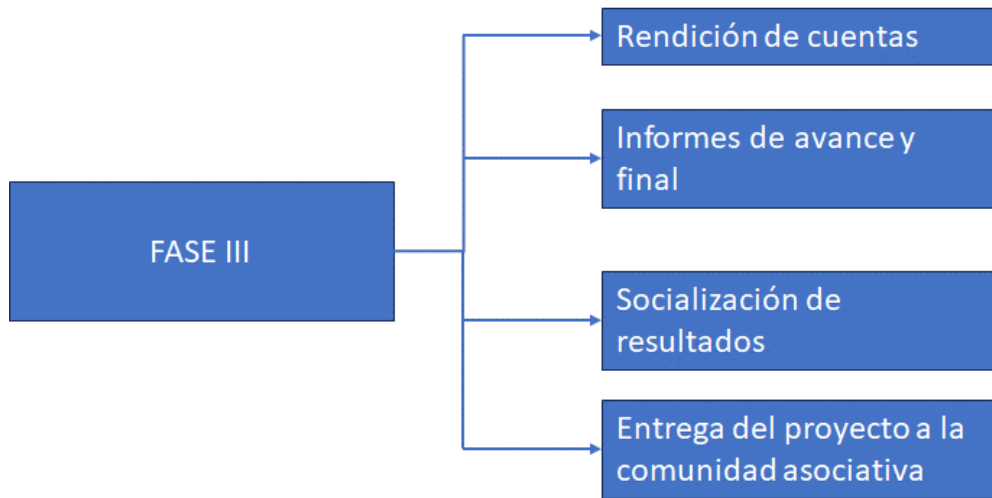 Rendición de cuentas
Informes de avance y
final
FASE III
Socialización de
resultados
Entrega del proyecto a la
comunidad asociativa